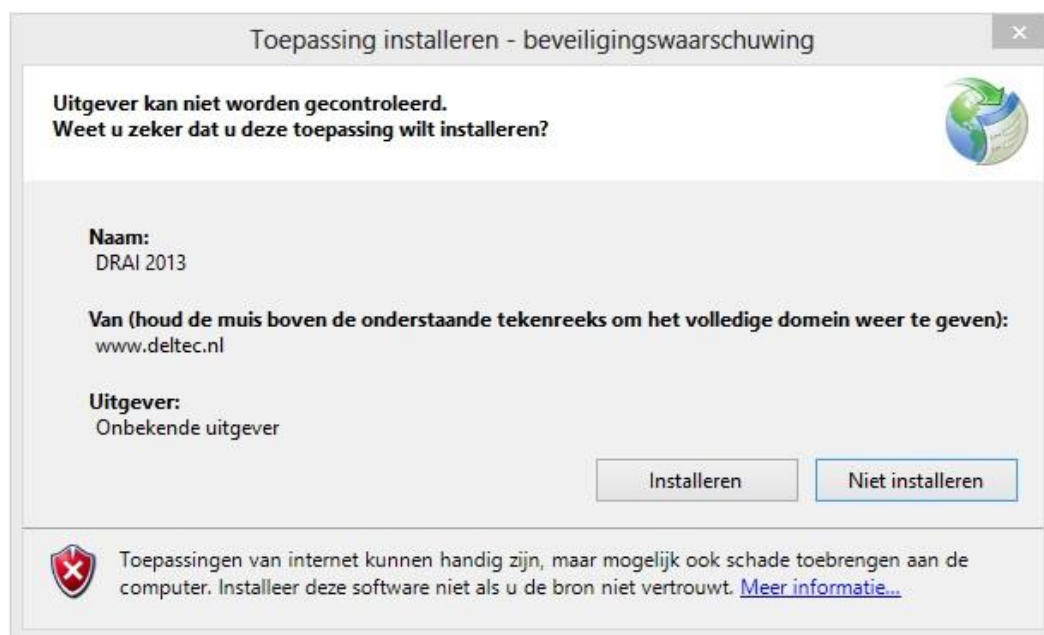 Toepassing installeren - beveiligingswaarschuwing
Uitgever kan niet worden gecontroleerd.
Weet u zeker dat u deze toepassing wilt installeren?
Naam:
DRAI 2013
Van (houd de muis boven de onderstaande tekenreeks om het volledige domein weer te geven):
www.deltec.nl
Uitgever:
Onbekende uitgever
Installeren
Niet installeren
Toepassingen van internet kunnen handig zijn, maar mogelijk ook schade toebrengen aan de
computer. Installeer deze software niet als u de bron niet vertrouwt. Meer informatie...